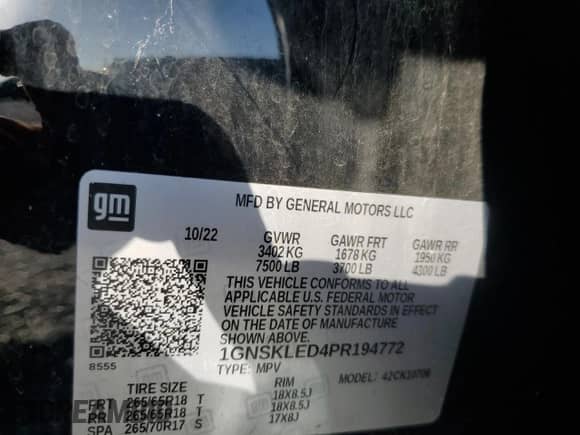 gm
MFD BY GENERAL MOTORS LLC
10/22 GVWR GAWR FRT GAWR RR
3402 KG 1678 KG 1950 KG
7500 LB 3700 LB 4300 LB
THIS VEHICLE CONFORMS TO ALL
APPLICABLE U.S. FEDERAL MOTOR
VEHICLE SAFETY STANDARDS IN EFFECT
ON THE DATE OF MANUFACTURE
SHOWN ABOVE.
1GNSKLED4PR194772
8555
TYPE: MPV MODEL: 42CK10706
TIRE SIZE RIM
FRT 265/65R18 T 18X8.5J
RR 265/65R18 T 18X8.5J
SPA 265/70R17 S 17X8J